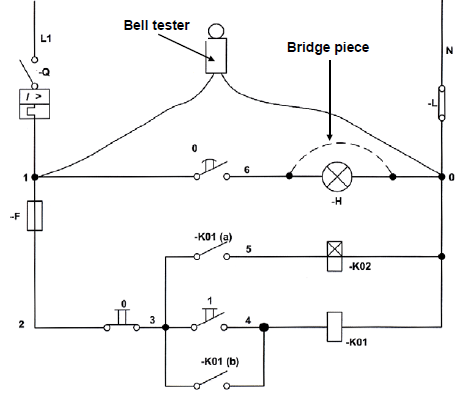 Bell tester
L1
N
Bridge piece
-Q
I >
-L
0
1
6
0
-H
-F
-K01 (a)
5
-K02
0
1
2
3
4
-K01
-K01 (b)